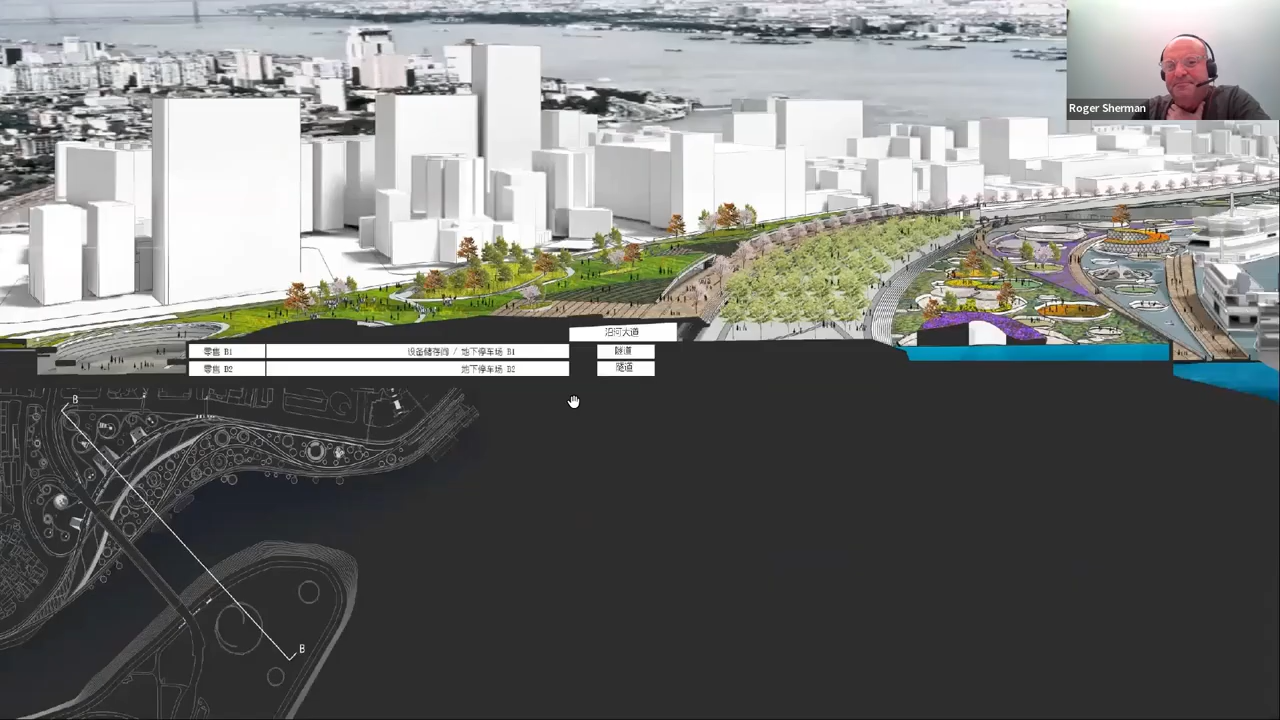 Roger Sherman
沿河大道
零售 B1
设备储存间 / 地下停车场 B1
隧道
零售 B2
地下停车场 B2
隧道
B
B